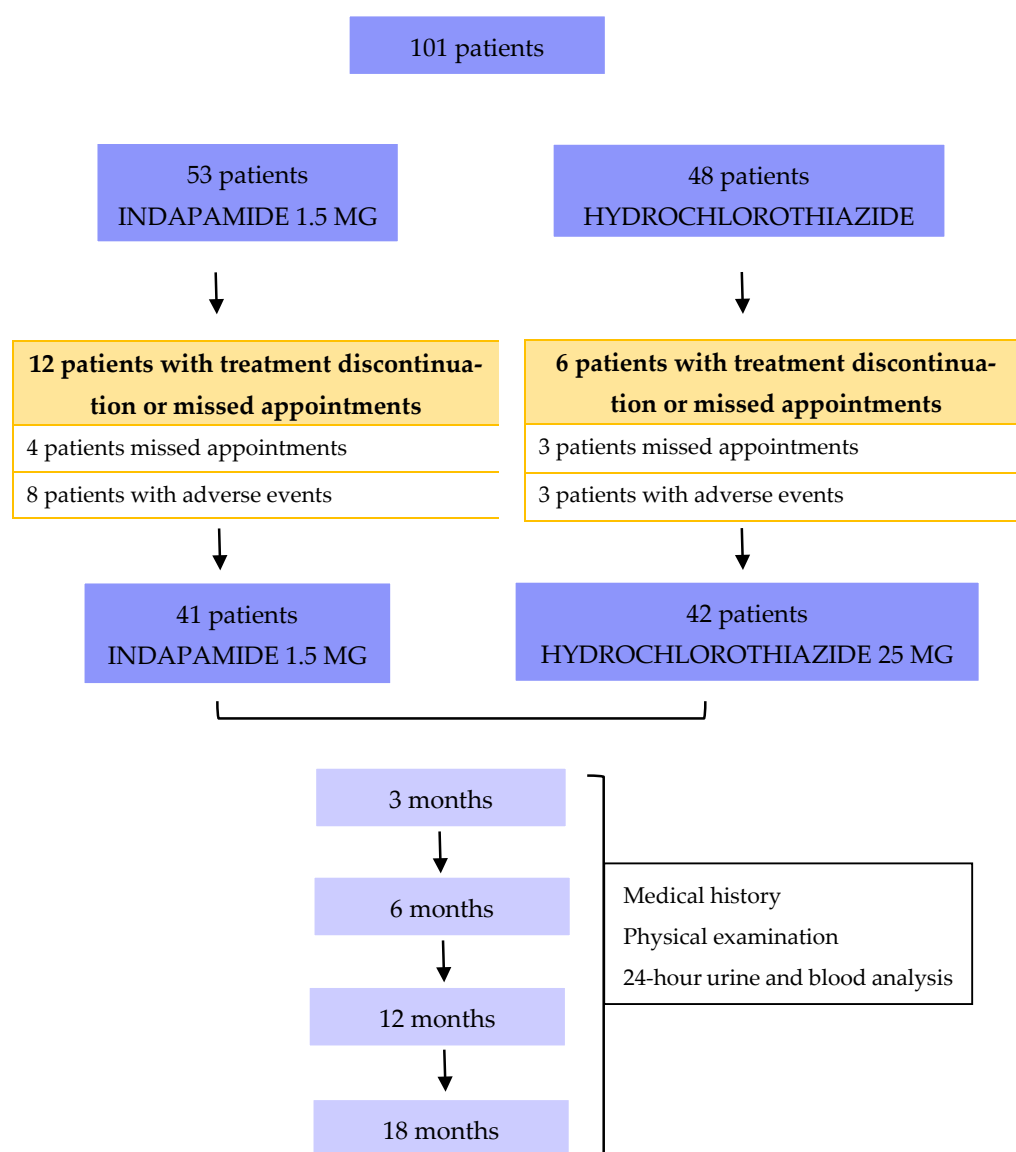 101 patients
53 patients
INDAPAMIDE 1.5 MG
48 patients
HYDROCHLOROTHIAZIDE
12 patients with treatment discontinua-
tion or missed appointments
4 patients missed appointments
8 patients with adverse events
6 patients with treatment discontinua-
tion or missed appointments
3 patients missed appointments
3 patients with adverse events
41 patients
INDAPAMIDE 1.5 MG
42 patients
HYDROCHLOROTHIAZIDE 25 MG
3 months
6 months
12 months
18 months
Medical history
Physical examination
24-hour urine and blood analysis